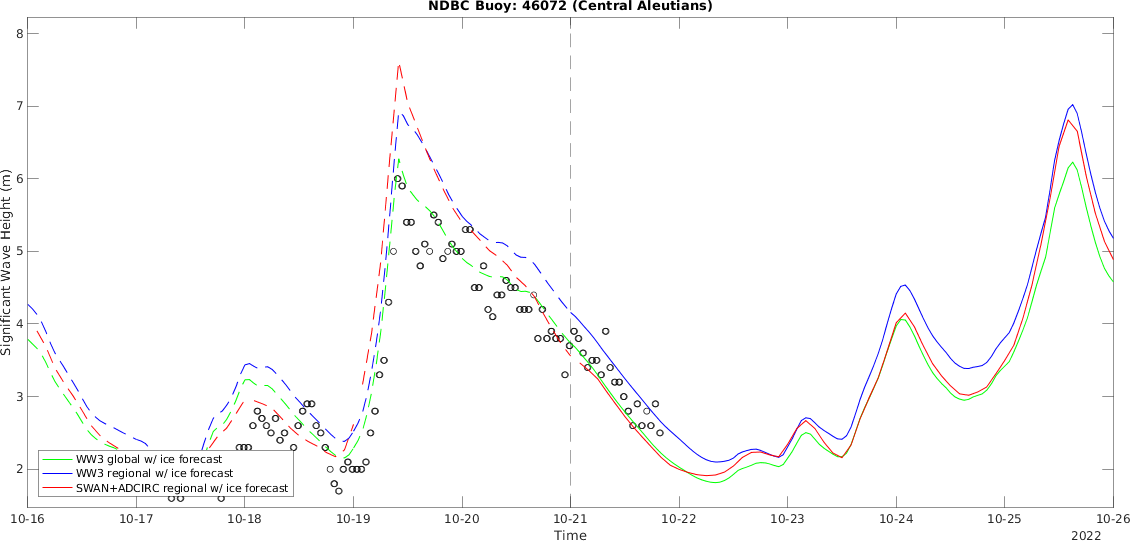 NDBC Buoy: 46072 (Central Aleutians)
8
7
6
5
4
3
2
Significant Wave Height (m)
WW3 global w/ ice forecast
WW3 regional w/ ice forecast
SWAN+ADCIRC regional w/ ice forecast
10-16 10-17 10-18 10-19 10-20 10-21 10-22 10-23 10-24 10-25 10-26
Time
2022